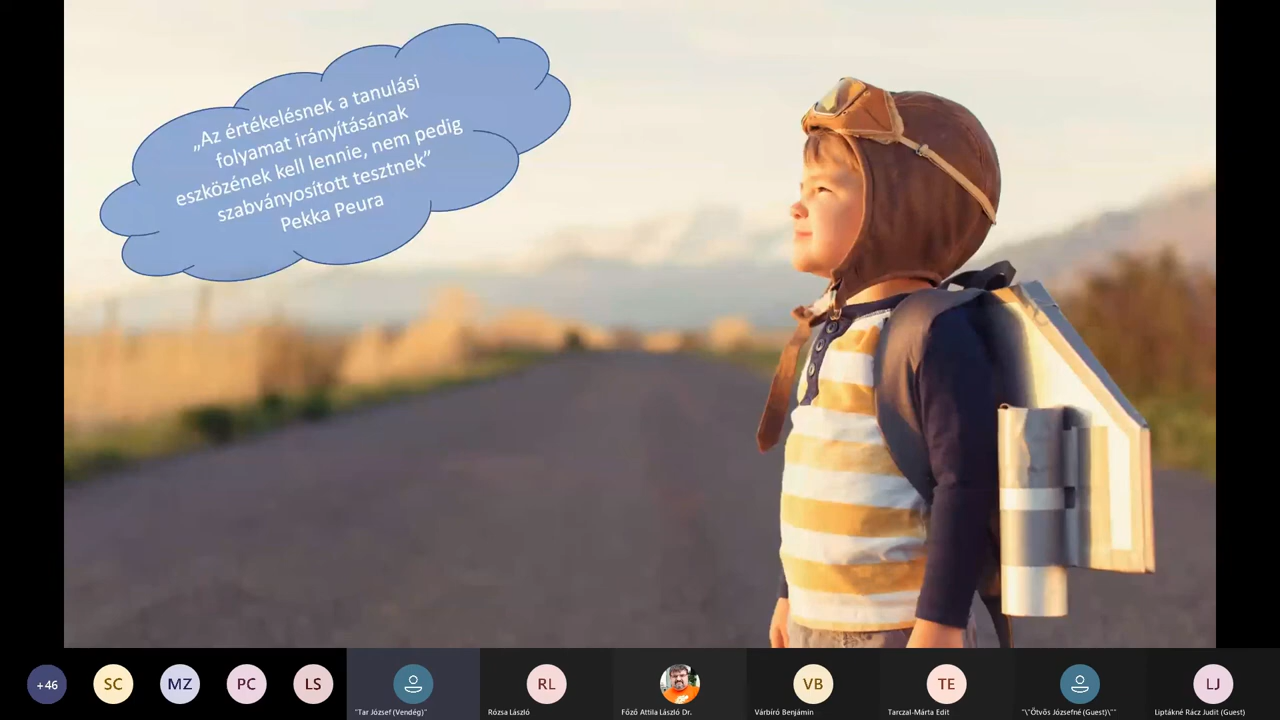 „Az értékelésnek a tanulási
folyamat irányításának
eszközének kell lennie, nem pedig
szabványosított tesztnek”
Pekka Peura
+46
SC
MZ
PC
LS
"Tar József (Vendég)"
RL
Rózsa László
Főző Attila László Dr.
VB
Várbíró Benjámin
TE
Tarczal-Márta Edit
"\"Ötvös Józsefné (Guest)\""
LJ
Liptákné Rácz Judit (Guest)